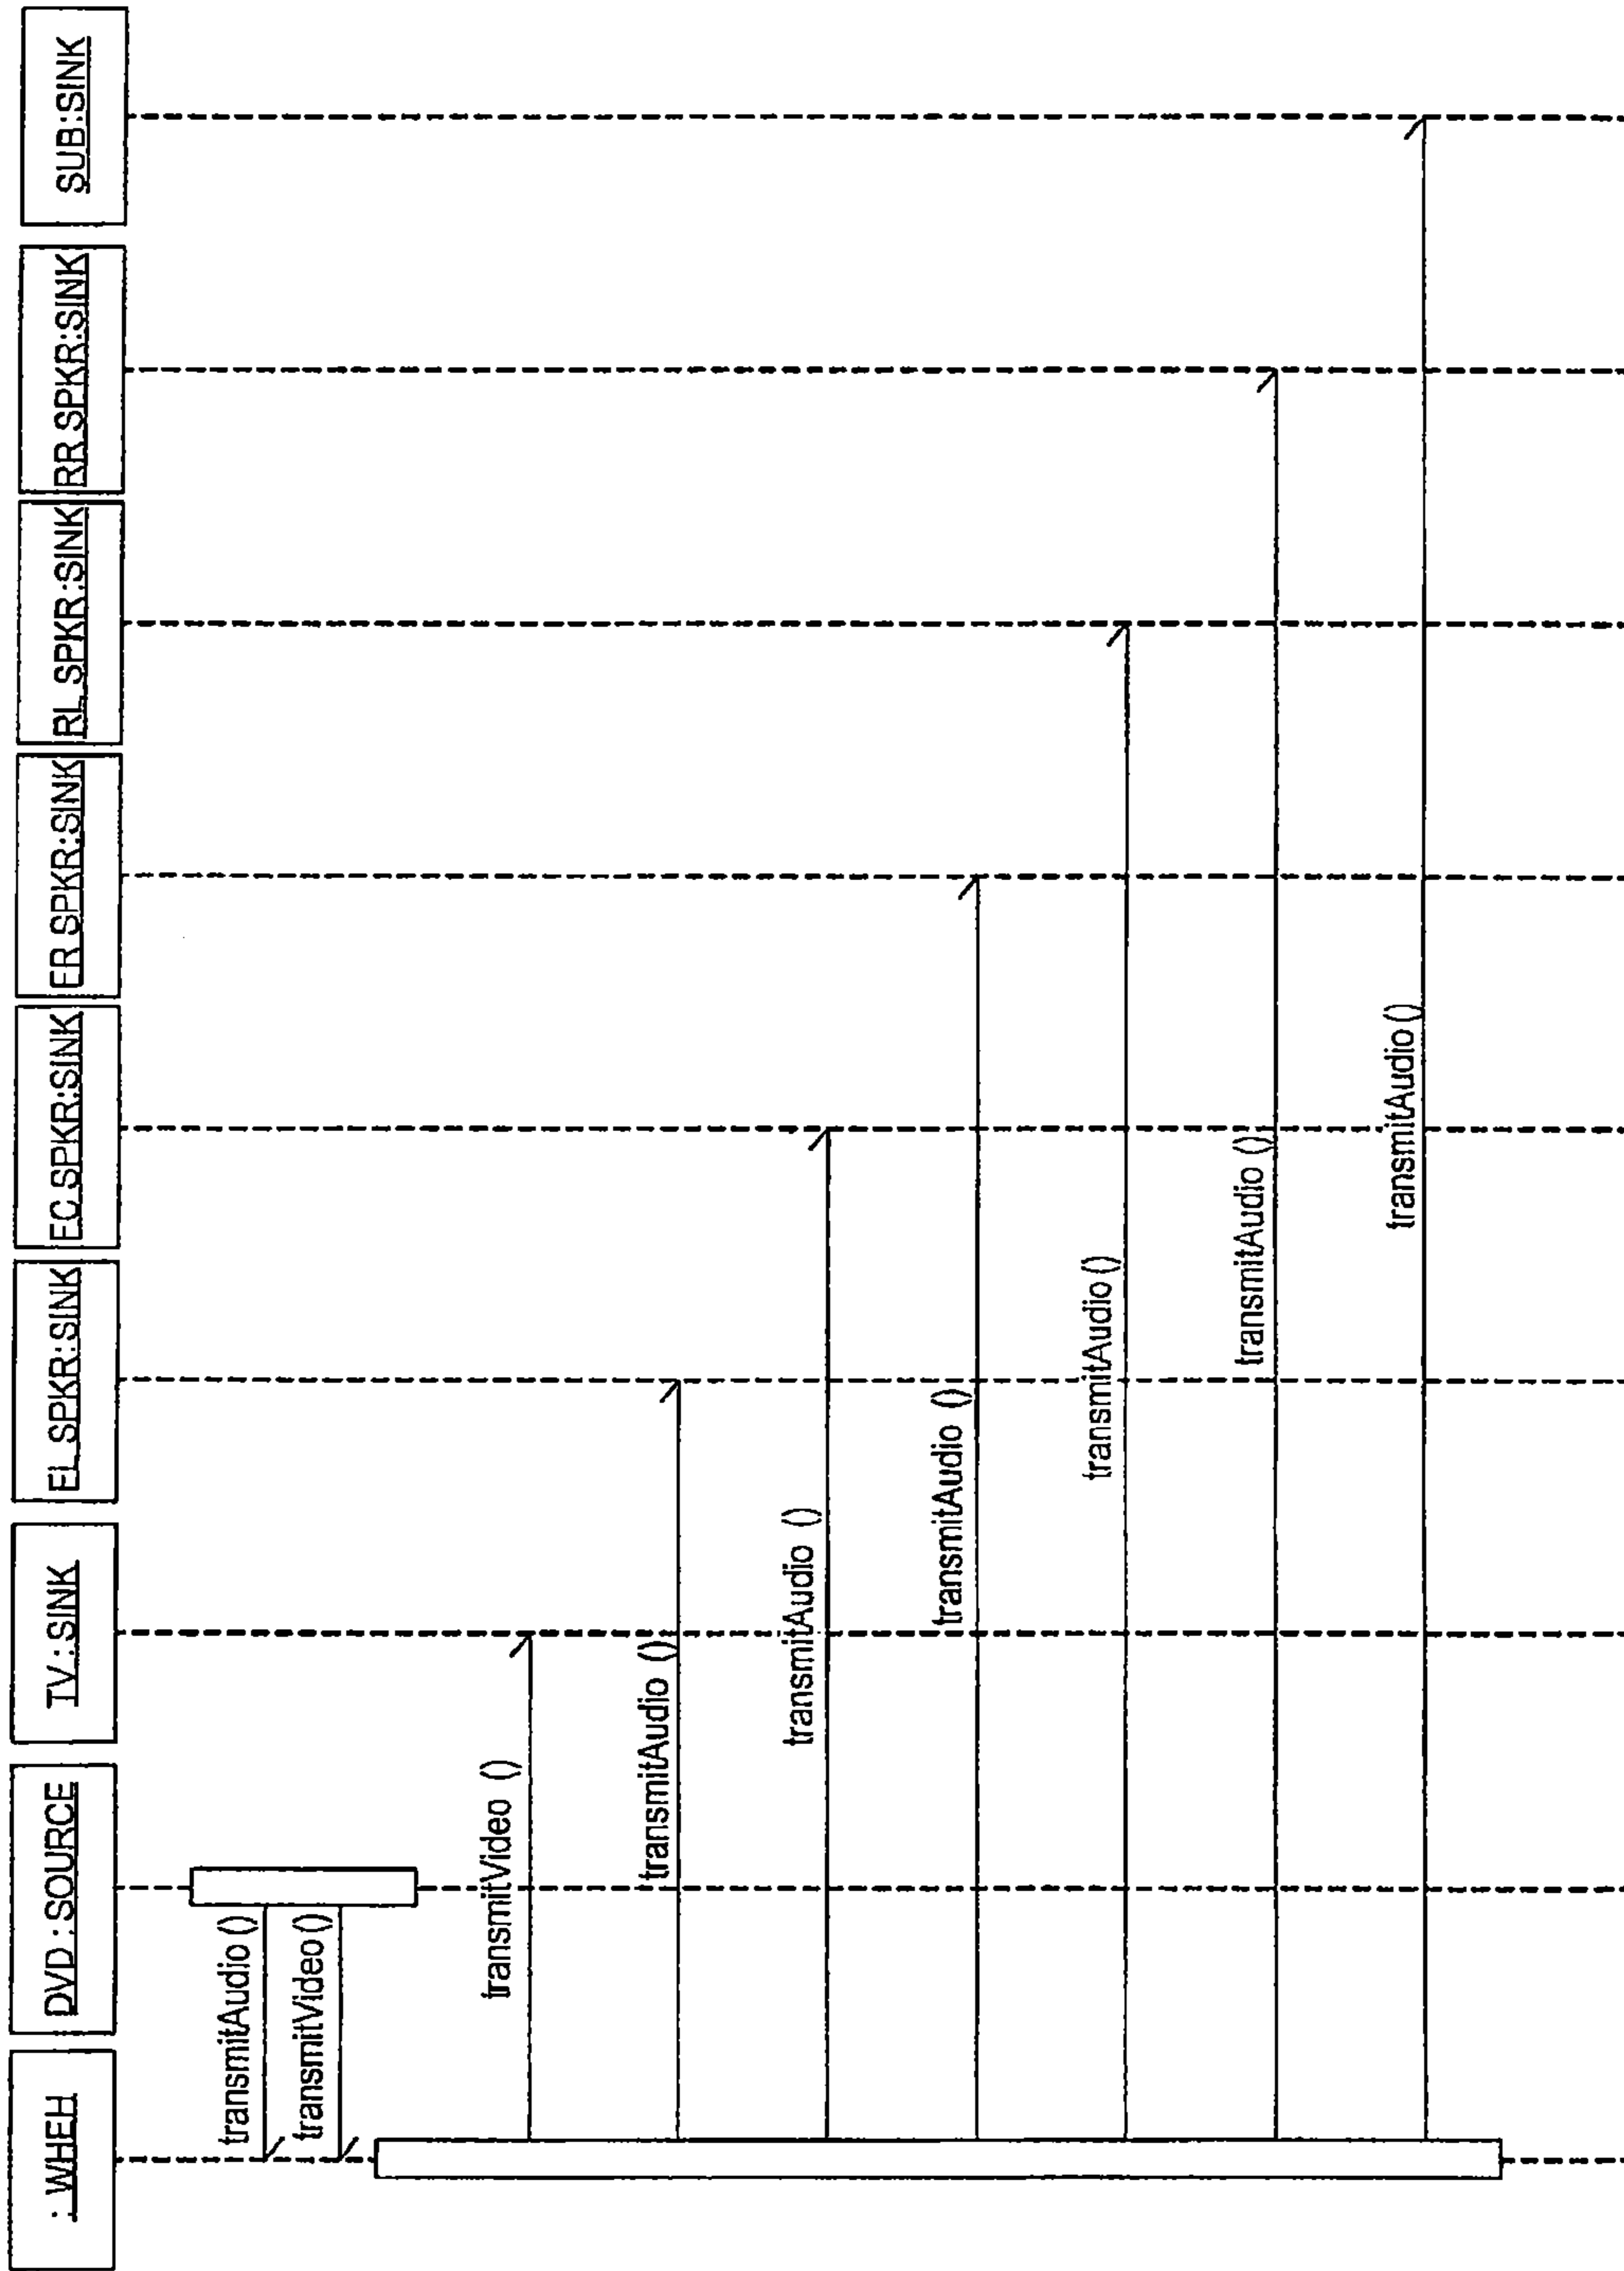 : WHEH
DVD : SOURCE
TV : SINK
FL SPKR:SINK
FC SPKR:SINK
FR SPKR:SINK
RL SPKR:SINK
RR SPKR:SINK
SUB:SINK
transmitAudio ()
transmitVideo ()
transmitVideo ()
transmitAudio ()
transmitAudio ()
transmitAudio ()
transmitAudio ()
transmitAudio ()
transmitAudio ()